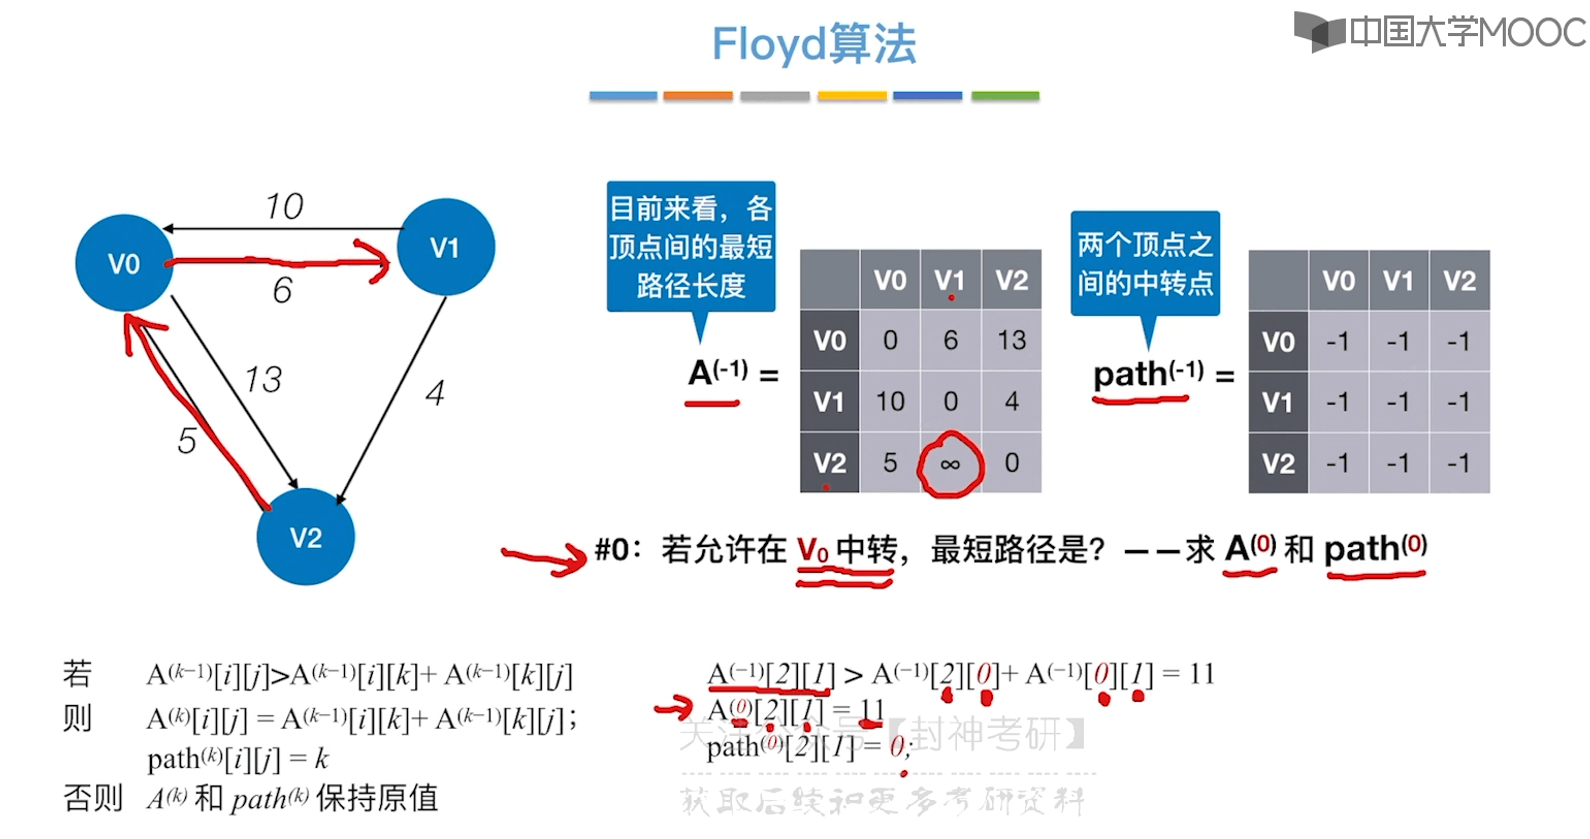 Floyd算法
中国大学MOOC
10
V0
V1
6
13
4
5
V2
目前来看，各
顶点间的最短
路径长度
A(-1) =
V0 V1 V2
V0 0 6 13
V1 10 0 4
V2 5 ∞ 0
两个顶点之
间的中转点
path(-1) =
V0 V1 V2
V0 -1 -1 -1
V1 -1 -1 -1
V2 -1 -1 -1
#0：若允许在 V0 中转，最短路径是？——求 A(0) 和 path(0)
若 A(k−1)[i][j]>A(k−1)[i][k]+ A(k−1)[k][j]
则 A(k)[i][j] = A(k−1)[i][k]+ A(k−1)[k][j];
path(k)[i][j] = k
否则 A(k) 和 path(k) 保持原值
A(−1)[2][1] > A(−1)[2][0]+ A(−1)[0][1] = 11
A(0)[2][1] = 11
path(0)[2][1] = 0;
关注公众号【封神考研】
获取后续和更多考研资料